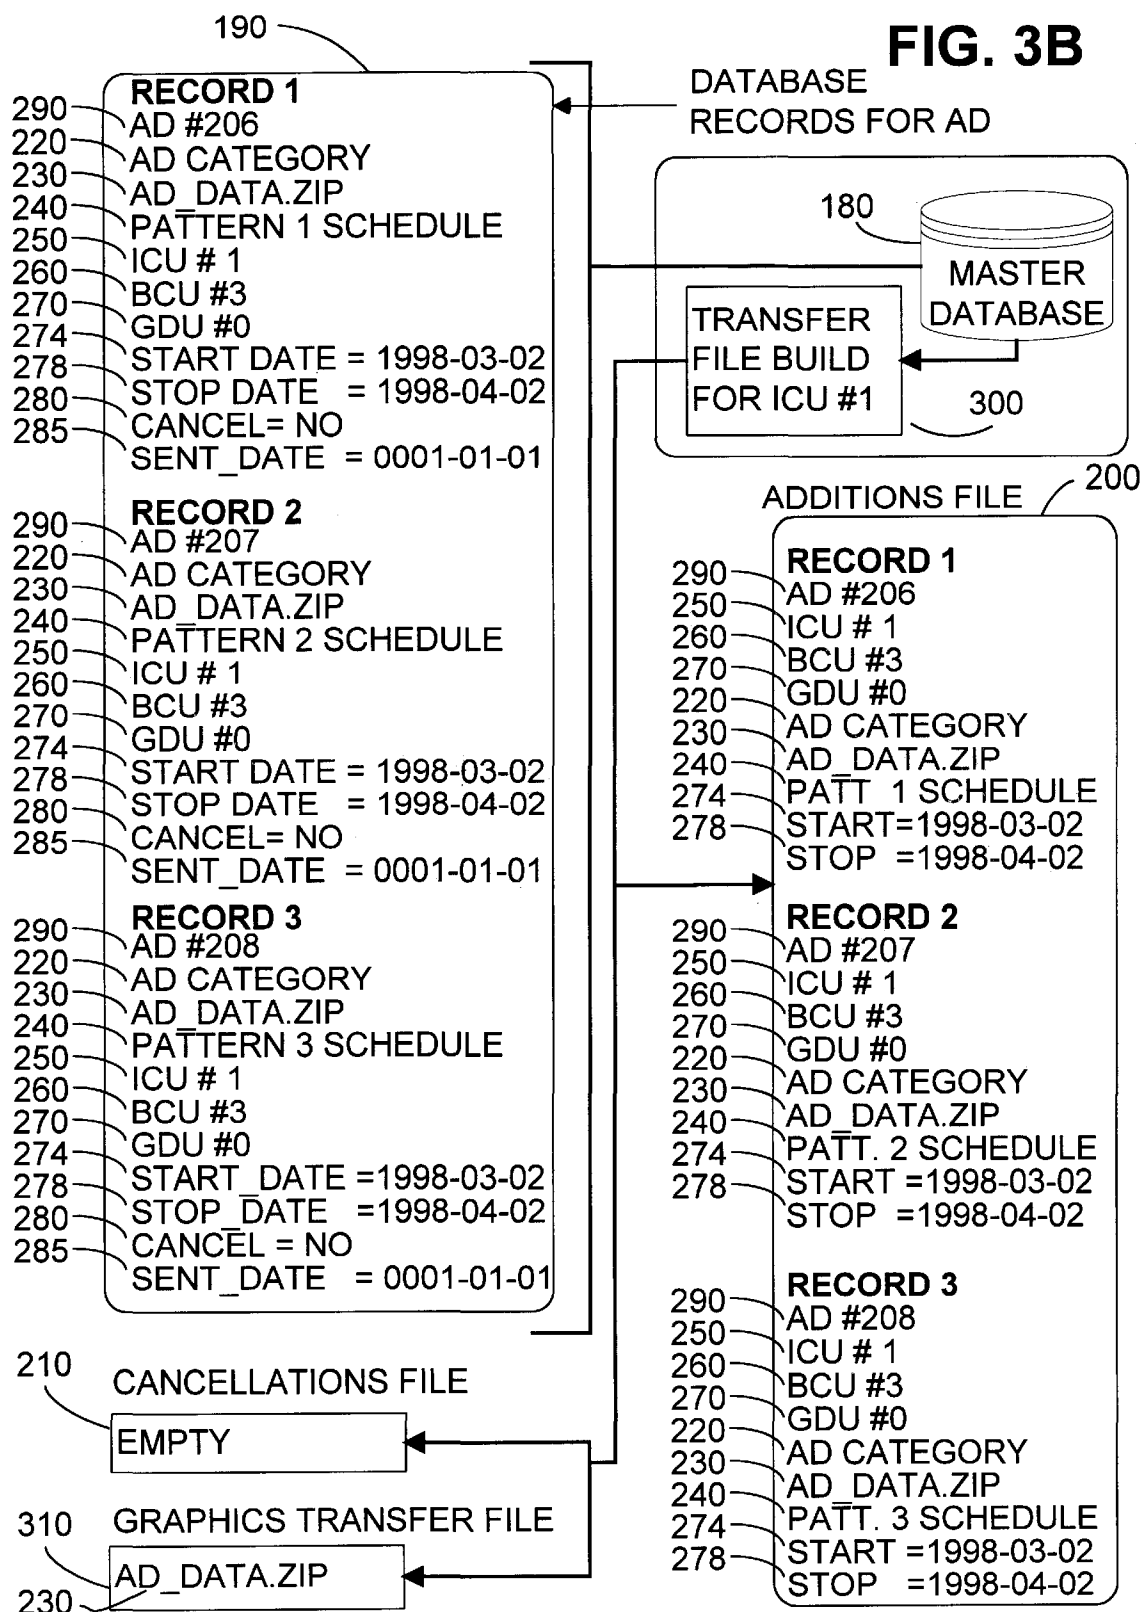 FIG. 3B
190
DATABASE
RECORDS FOR AD
RECORD 1
290 AD #206
220 AD CATEGORY
230 AD_DATA.ZIP
240 PATTERN 1 SCHEDULE
250 ICU # 1
260 BCU #3
270 GDU #0
274 START DATE = 1998-03-02
278 STOP DATE = 1998-04-02
280 CANCEL= NO
285 SENT_DATE = 0001-01-01
RECORD 2
290 AD #207
220 AD CATEGORY
230 AD_DATA.ZIP
240 PATTERN 2 SCHEDULE
250 ICU # 1
260 BCU #3
270 GDU #0
274 START DATE = 1998-03-02
278 STOP DATE = 1998-04-02
280 CANCEL= NO
285 SENT_DATE = 0001-01-01
RECORD 3
290 AD #208
220 AD CATEGORY
230 AD_DATA.ZIP
240 PATTERN 3 SCHEDULE
250 ICU # 1
260 BCU #3
270 GDU #0
274 START_DATE =1998-03-02
278 STOP_DATE =1998-04-02
280 CANCEL = NO
285 SENT_DATE = 0001-01-01
210
CANCELLATIONS FILE
EMPTY
310
GRAPHICS TRANSFER FILE
AD_DATA.ZIP
230
180
MASTER
DATABASE
TRANSFER
FILE BUILD
FOR ICU #1
300
ADDITIONS FILE
200
RECORD 1
290 AD #206
250 ICU # 1
260 BCU #3
270 GDU #0
220 AD CATEGORY
230 AD_DATA.ZIP
240 PATT 1 SCHEDULE
274 START=1998-03-02
278 STOP =1998-04-02
RECORD 2
290 AD #207
250 ICU # 1
260 BCU #3
270 GDU #0
220 AD CATEGORY
230 AD_DATA.ZIP
240 PATT. 2 SCHEDULE
274 START =1998-03-02
278 STOP =1998-04-02
RECORD 3
290 AD #208
250 ICU # 1
260 BCU #3
270 GDU #0
220 AD CATEGORY
230 AD_DATA.ZIP
240 PATT. 3 SCHEDULE
274 START =1998-03-02
278 STOP =1998-04-02